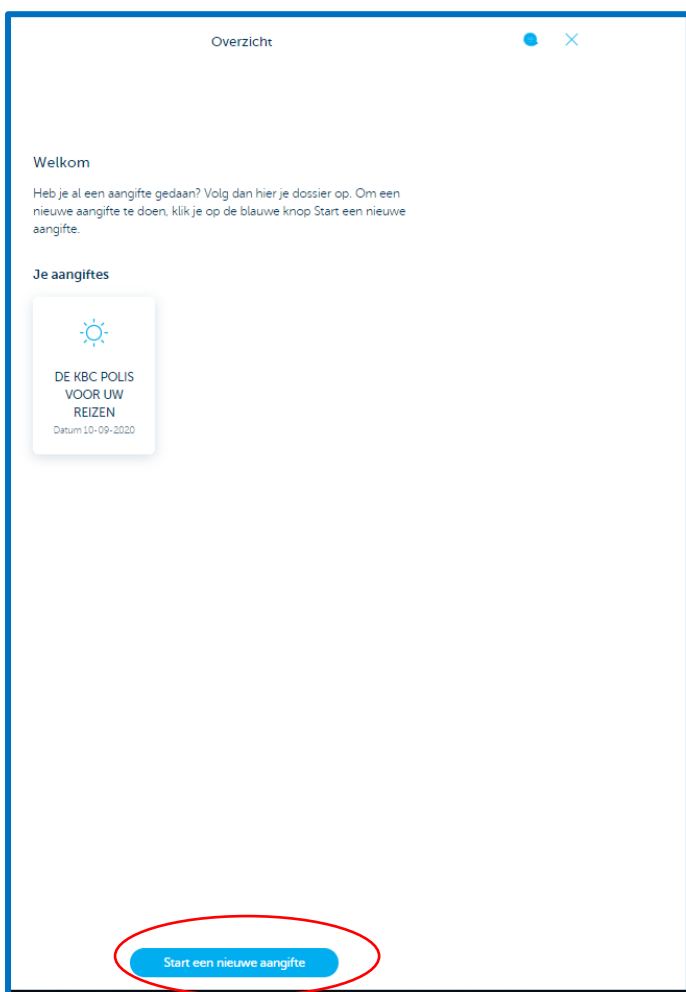 Overzicht
Welkom
Heb je al een aangifte gedaan? Volg dan hier je dossier op. Om een
nieuwe aangifte te doen, klik je op de blauwe knop Start een nieuwe
aangifte.
Je aangiftes
DE KBC POLIS
VOOR UW
REIZEN
Datum 10-09-2020
Start een nieuwe aangifte